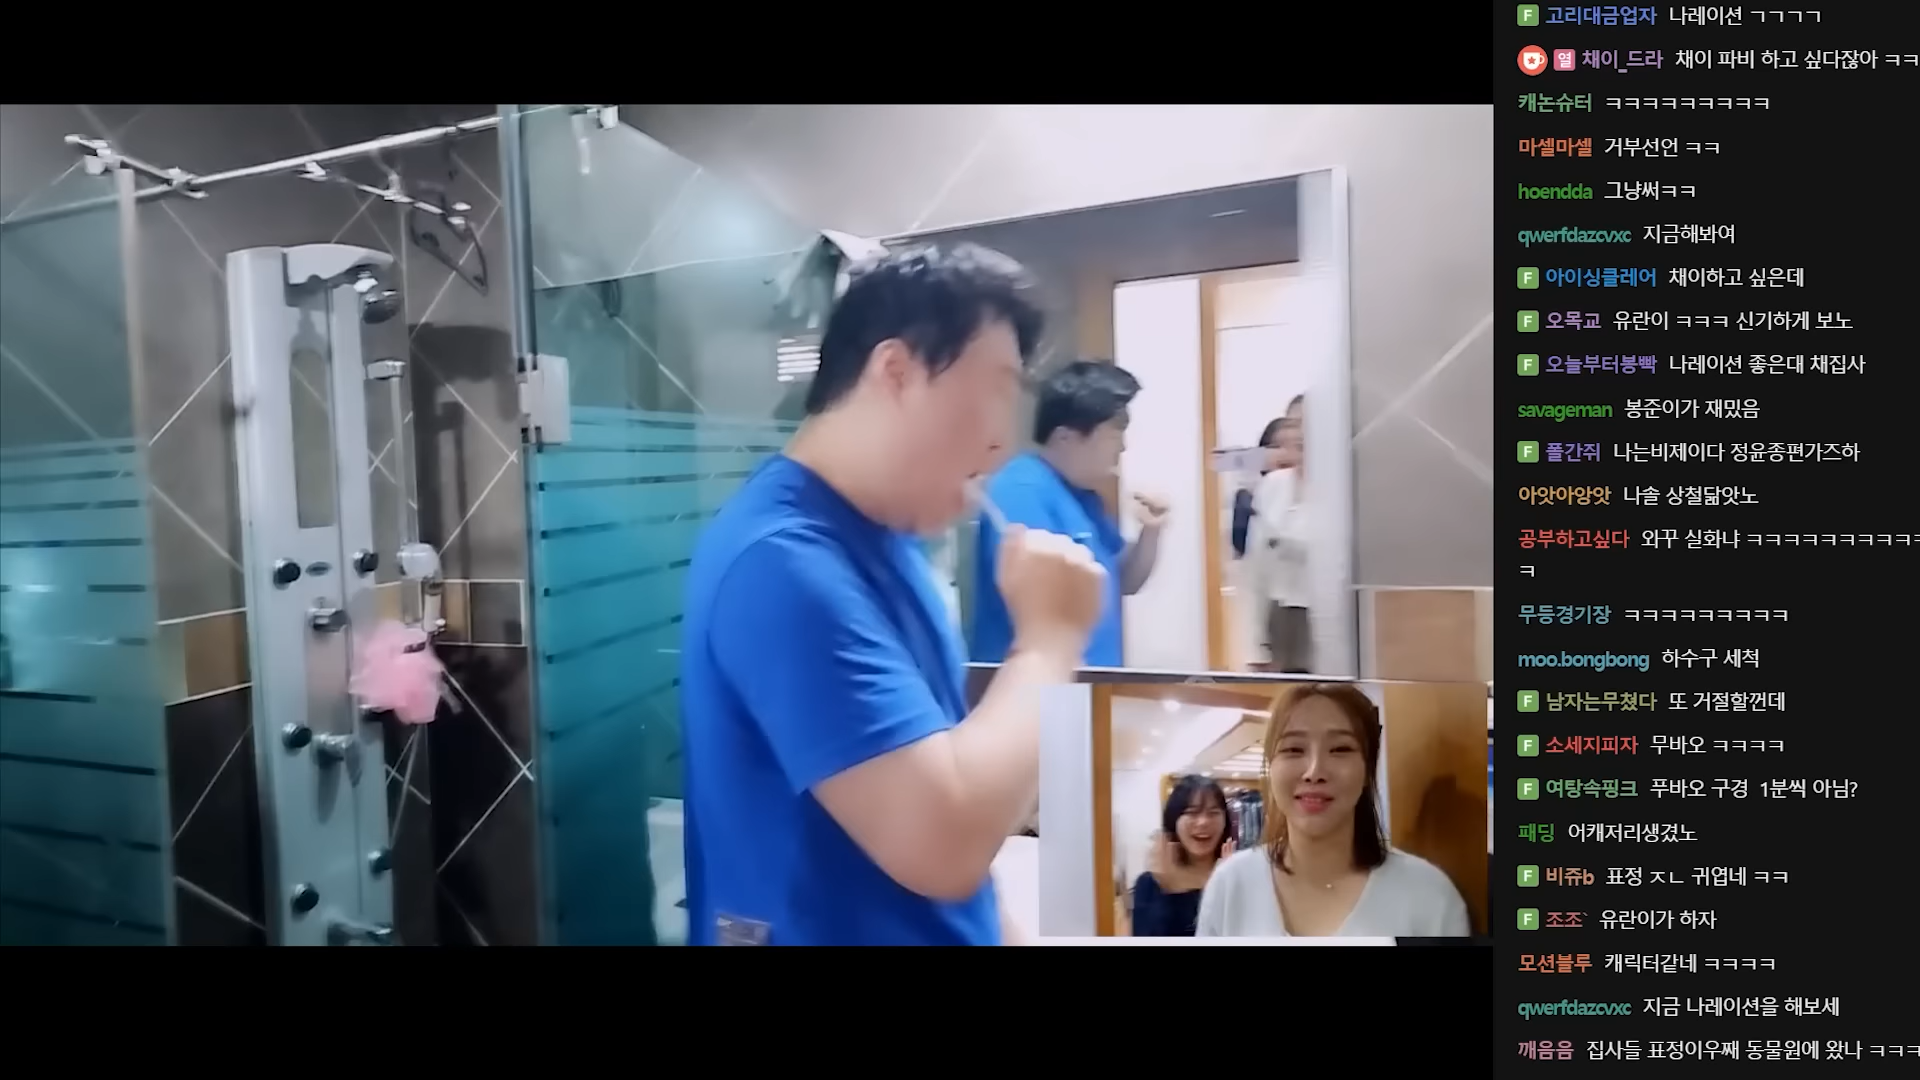 F 고리대금업자 나레이션 ㄱㄱㄱㄱ
열 채이_드라 채이 파비 하고 싶다잖아 ㅋㅋ
캐논슈터 ㅋㅋㅋㅋㅋㅋㅋㅋㅋ
마셀마셀 거부선언 ㅋㅋ
hoendda 그냥써ㅋㅋ
qwerfdazcvxc 지금해봐여
F 아이싱클레어 채이하고 싶은데
F 오목교 유란이 ㅋㅋㅋ 신기하게 보노
F 오늘부터봉빡 나레이션 좋은대 채집사
savageman 봉준이가 재밌음
F 폴간쥐 나는비제이다 정윤종편가즈하
아앗아앙앗 나솔 상철닮앗노
공부하고싶다 와꾸 실화냐 ㅋㅋㅋㅋㅋㅋㅋㅋㅋㅋ
ㅋ
무등경기장 ㅋㅋㅋㅋㅋㅋㅋㅋㅋ
moo.bongbong 하수구 세척
F 남자는무쳤다 또 거절할껀데
F 소세지피자 무바오 ㅋㅋㅋㅋ
F 여탕속핑크 푸바오 구경 1분씩 아님?
패딩 어캐저리생겼노
F 비쥬b 표정 ㅈㄴ 귀엽네 ㅋㅋ
F 조조` 유란이가 하자
모션블루 캐릭터같네 ㅋㅋㅋㅋ
qwerfdazcvxc 지금 나레이션을 해보세
깨음음 집사들 표정이우째 동물원에 왔나 ㅋㅋㅋ